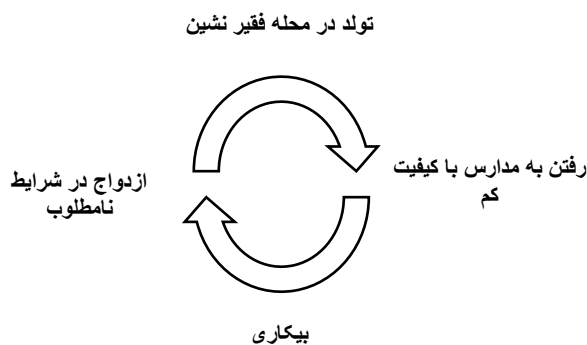 تولد در محله فقیر نشین
رفتن به مدارس با کیفیت
کم
ازدواج در شرایط
نامطلوب
بیکاری